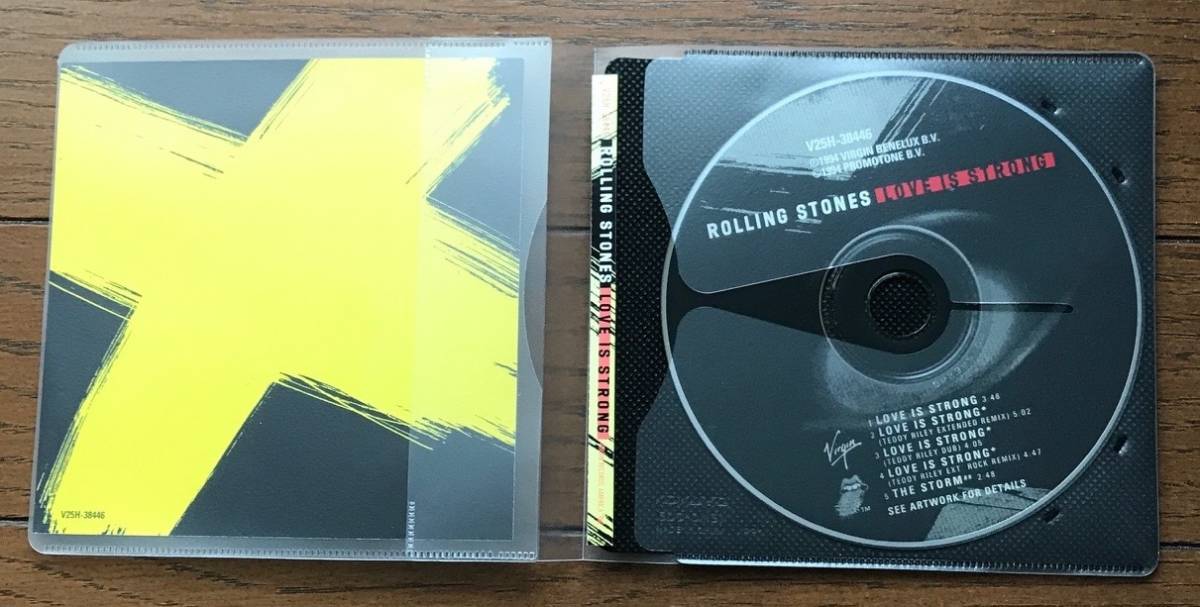 V25H-38446
ROLLING STONES LOVE IS STRONG
V25H-38446
℗1994 VIRGIN BENELUX B.V.
©1994 PROMOTONE B.V.
ROLLING STONES LOVE IS STRONG
1 LOVE IS STRONG 3:46
2 LOVE IS STRONG*
(TEDDY RILEY EXTENDED REMIX) 5:02
3 LOVE IS STRONG*
(TEDDY RILEY DUB) 4:05
4 LOVE IS STRONG*
(TEDDY RILEY EXT. ROCK REMIX) 4:47
5 THE STORM** 2:48
SEE ARTWORK FOR DETAILS
Virgin
TM